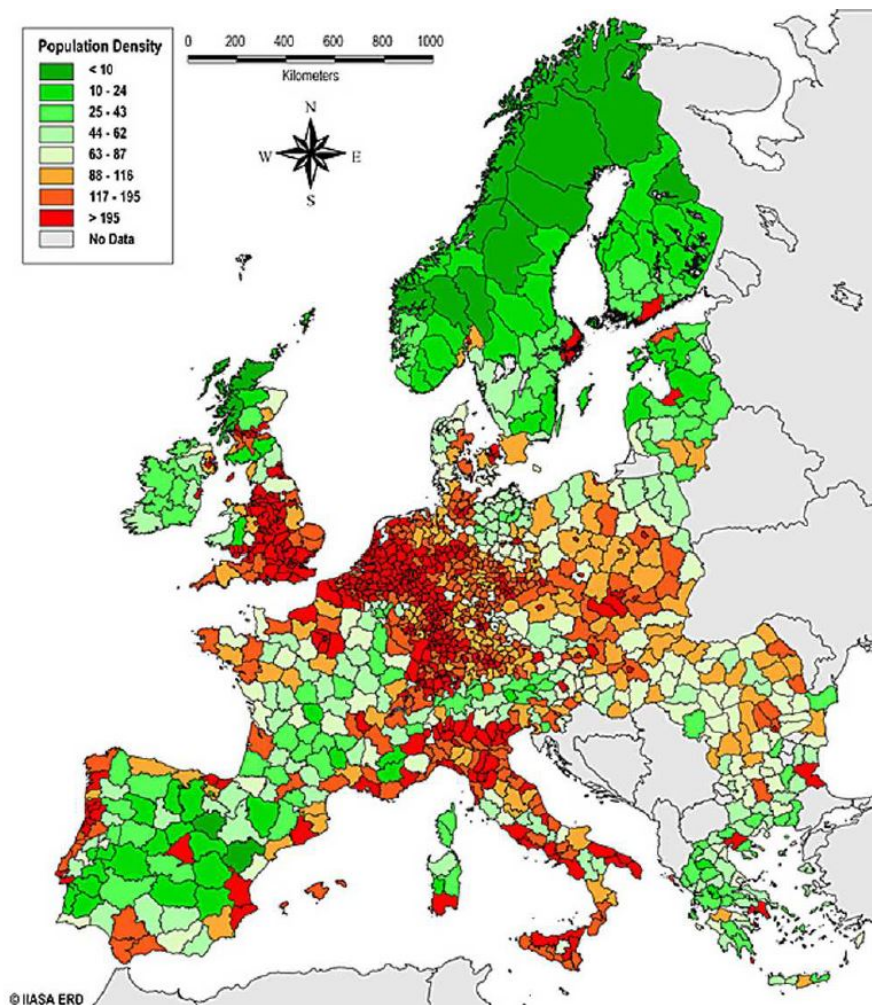 Population Density
< 10
10 - 24
25 - 43
44 - 62
63 - 87
88 - 116
117 - 195
> 195
No Data
0 200 400 600 800 1000
Kilometers
N
W E
S
© IIASA ERD